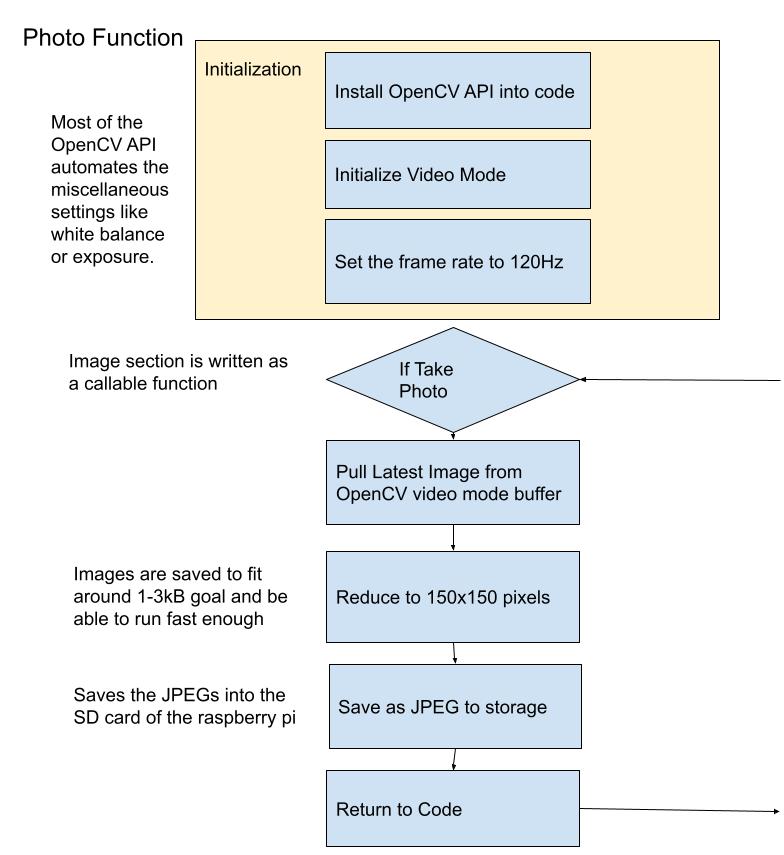 Photo Function
Initialization
Install OpenCV API into code
Most of the
OpenCV API
automates the
miscellaneous
settings like
white balance
or exposure.
Initialize Video Mode
Set the frame rate to 120Hz
Image section is written as
a callable function
If Take
Photo
Pull Latest Image from
OpenCV video mode buffer
Images are saved to fit
around 1-3kB goal and be
able to run fast enough
Reduce to 150x150 pixels
Saves the JPEGs into the
SD card of the raspberry pi
Save as JPEG to storage
Return to Code